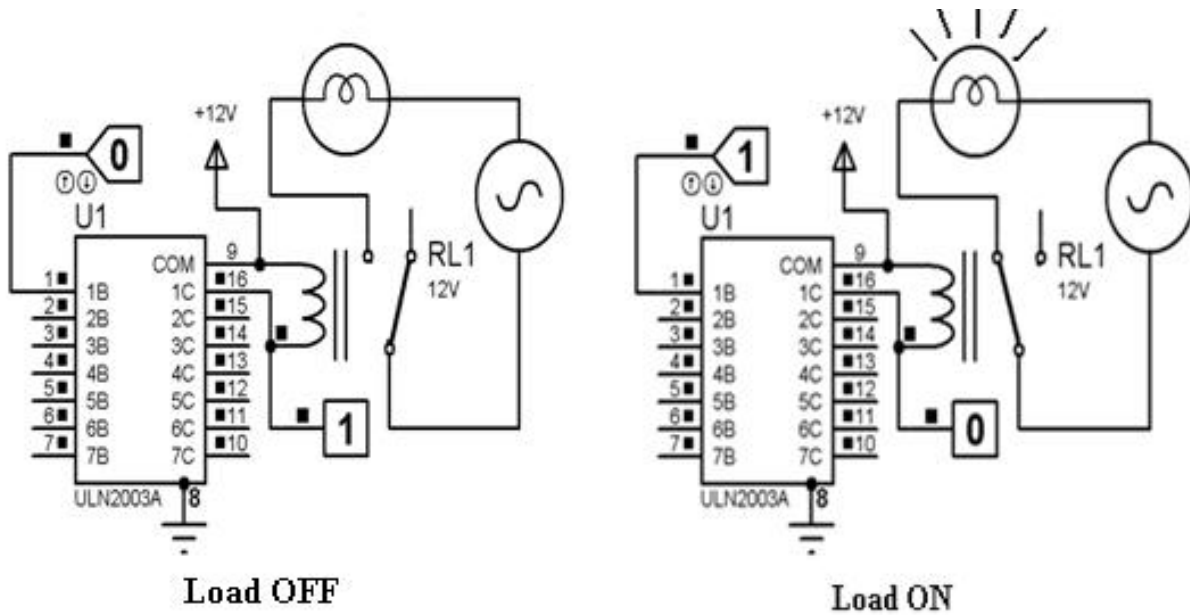 +12V
0
U1
COM 9
1 1B 1C 16
2 2B 2C 15
3 3B 3C 14
4 4B 4C 13
5 5B 5C 12
6 6B 6C 11
7 7B 7C 10
ULN2003A 8
RL1
12V
1
Load OFF
+12V
1
U1
COM 9
1 1B 1C 16
2 2B 2C 15
3 3B 3C 14
4 4B 4C 13
5 5B 5C 12
6 6B 6C 11
7 7B 7C 10
ULN2003A 8
RL1
12V
0
Load ON